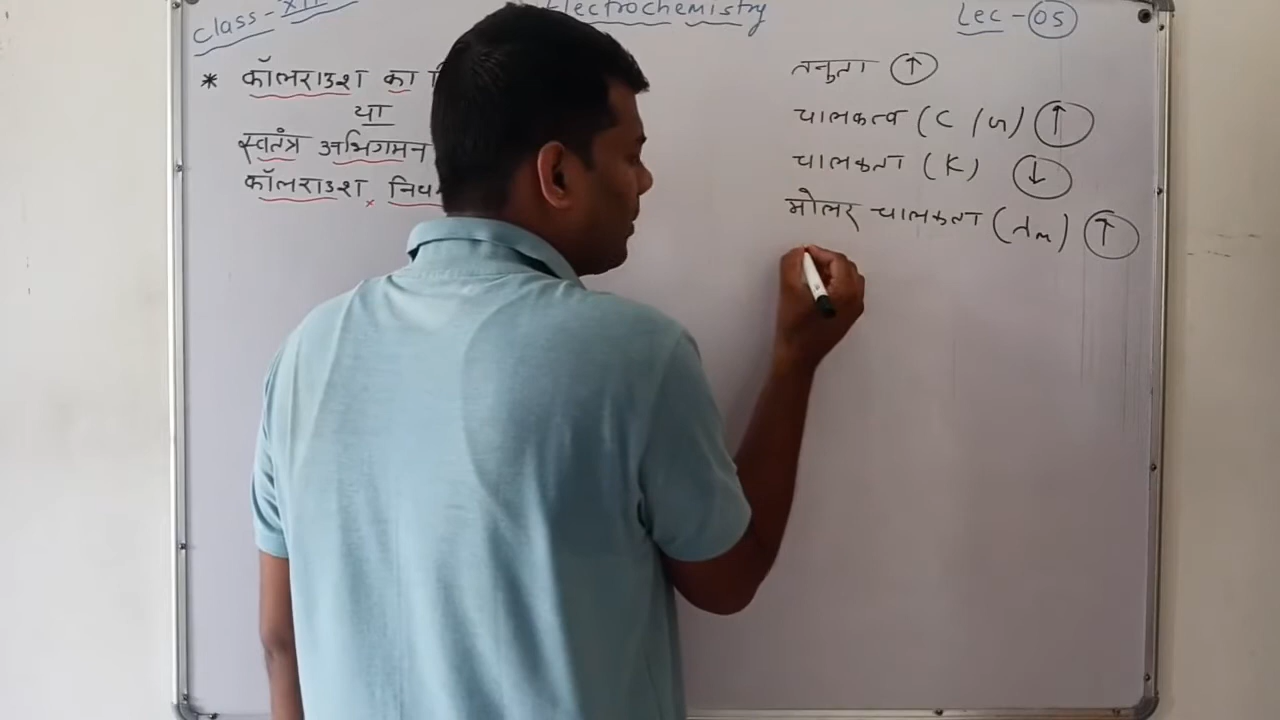 Class - XII
Electrochemistry
Lec - 05
* कॉलराउश का
या
स्वतंत्र अभिगमन
कॉलराउश नियम
तनुता ↑
चालकत्व (C / G) ↑
चालकता (K) ↓
मोलर चालकता (Λm) ↑